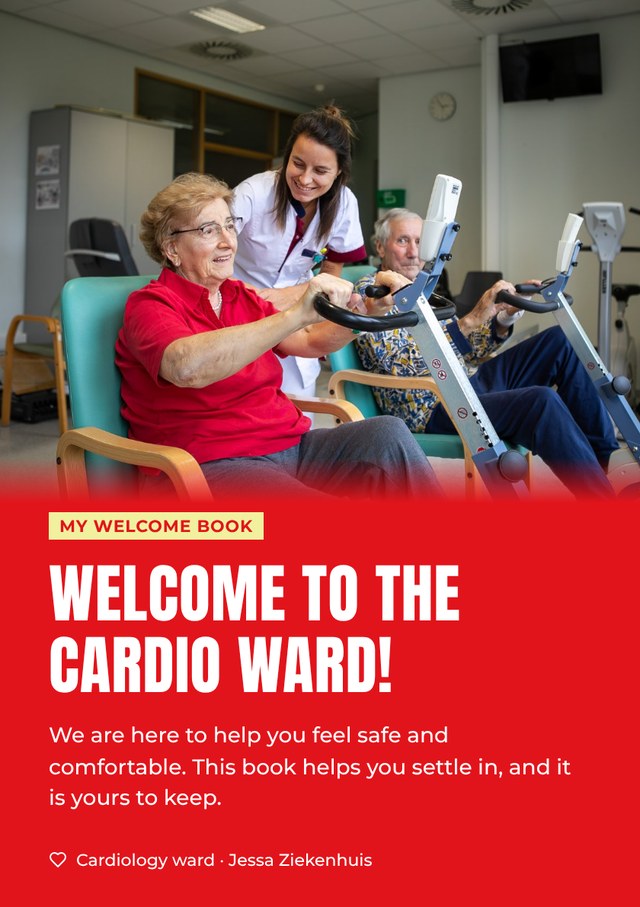 MY WELCOME BOOK
WELCOME TO THE
CARDIO WARD!
We are here to help you feel safe and
comfortable. This book helps you settle in, and it
is yours to keep.
Cardiology ward · Jessa Ziekenhuis